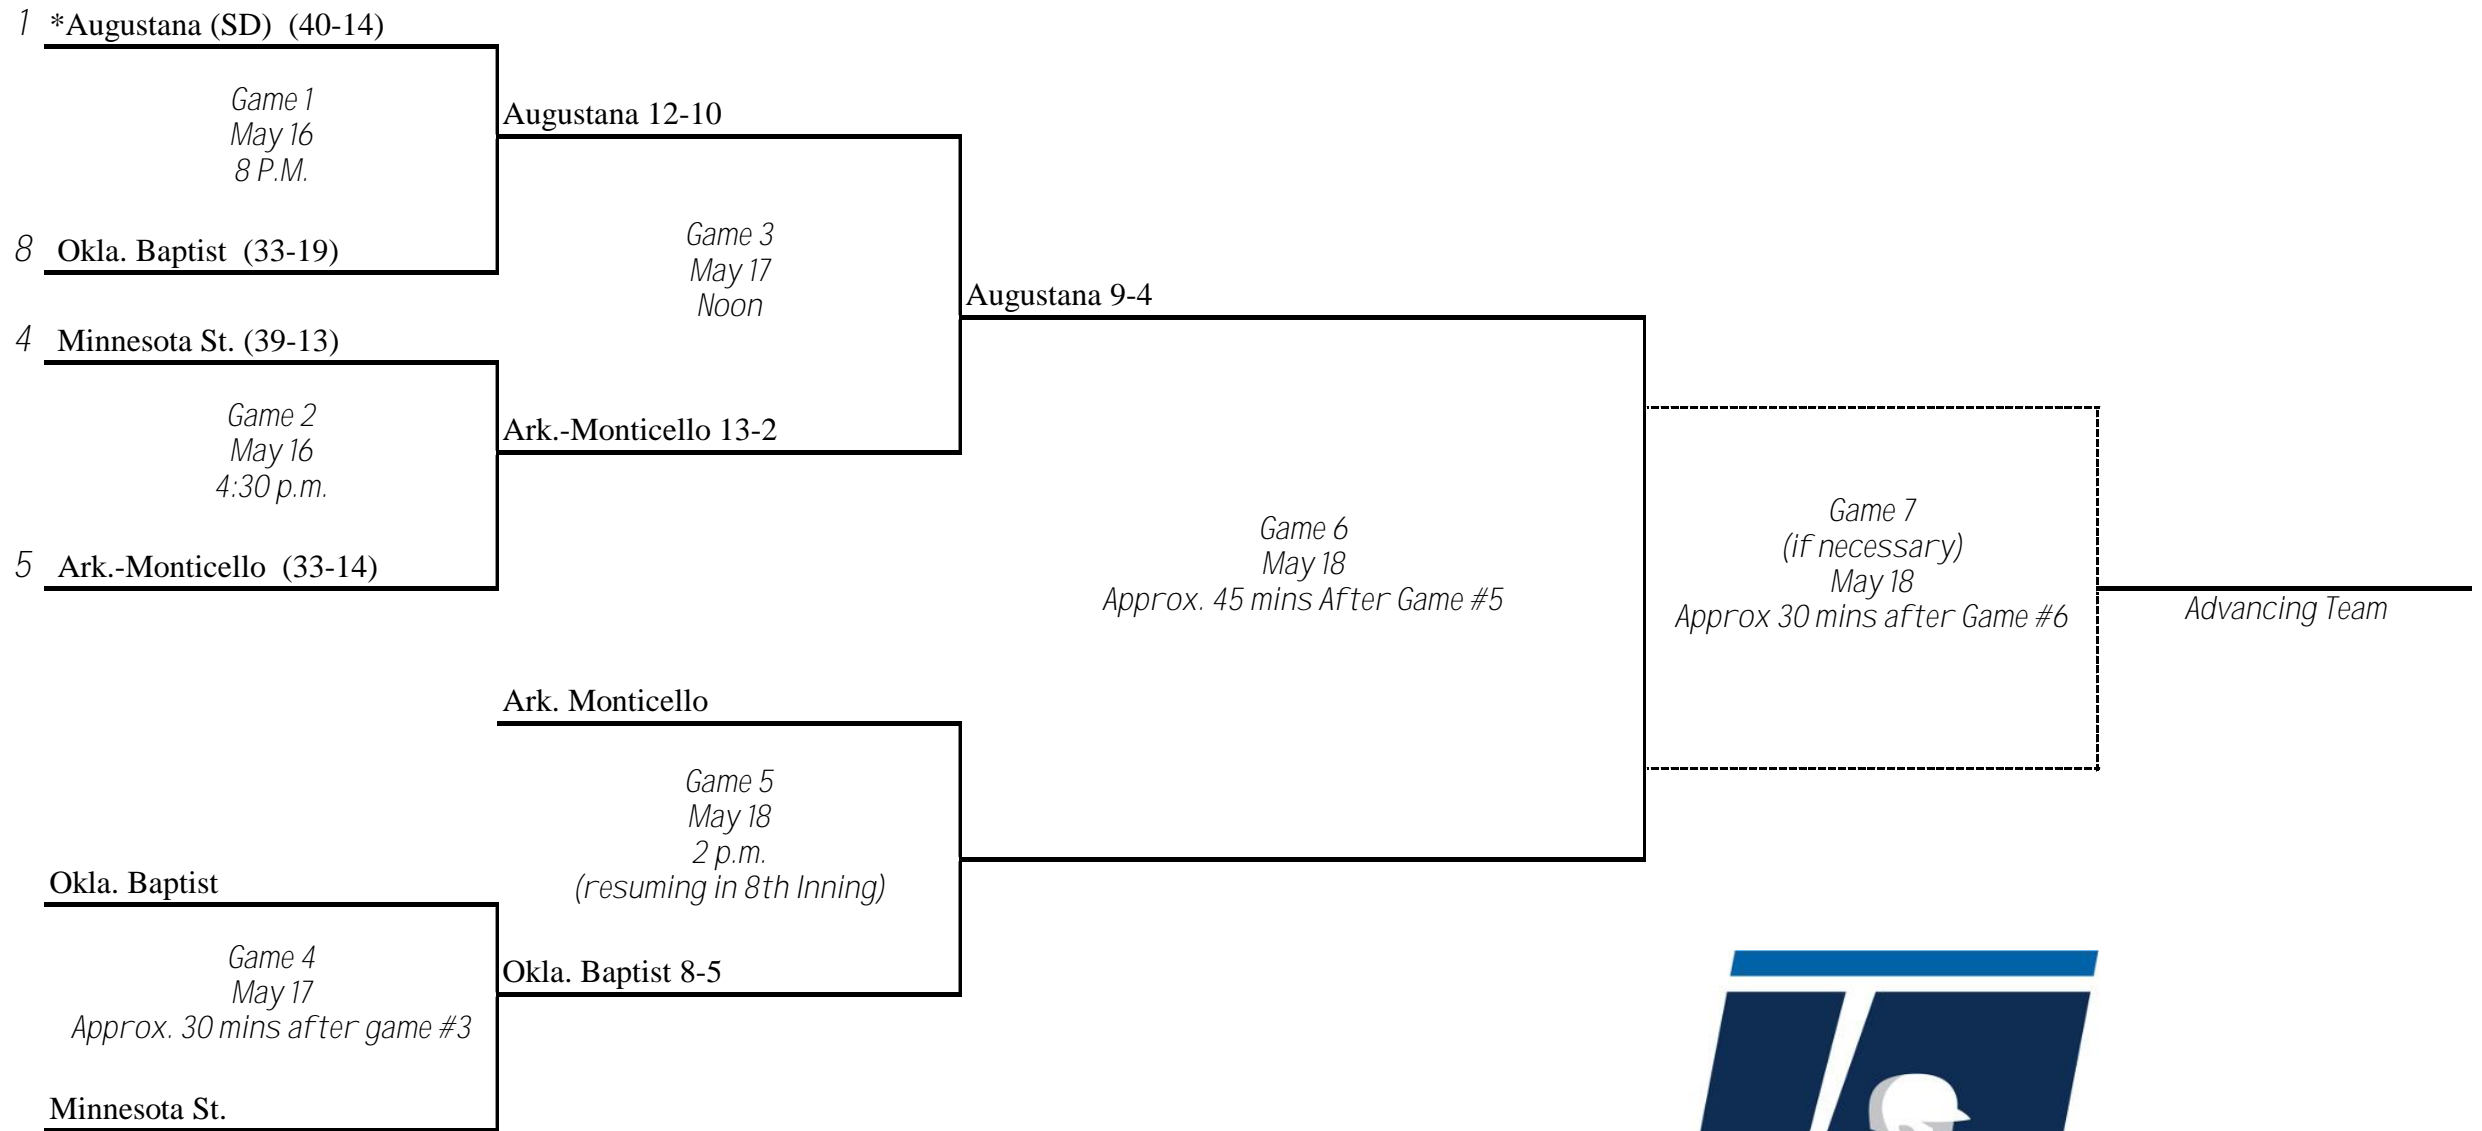 1 *Augustana (SD) (40-14)
Game 1
May 16
8 P.M.
8 Okla. Baptist (33-19)
Augustana 12-10
Game 3
May 17
Noon
4 Minnesota St. (39-13)
Game 2
May 16
4:30 p.m.
5 Ark.-Monticello (33-14)
Ark.-Monticello 13-2
Augustana 9-4
Game 6
May 18
Approx. 45 mins After Game #5
Game 7
(if necessary)
May 18
Approx 30 mins after Game #6
Advancing Team
Ark. Monticello
Game 5
May 18
2 p.m.
(resuming in 8th Inning)
Okla. Baptist
Game 4
May 17
Approx. 30 mins after game #3
Minnesota St.
Okla. Baptist 8-5